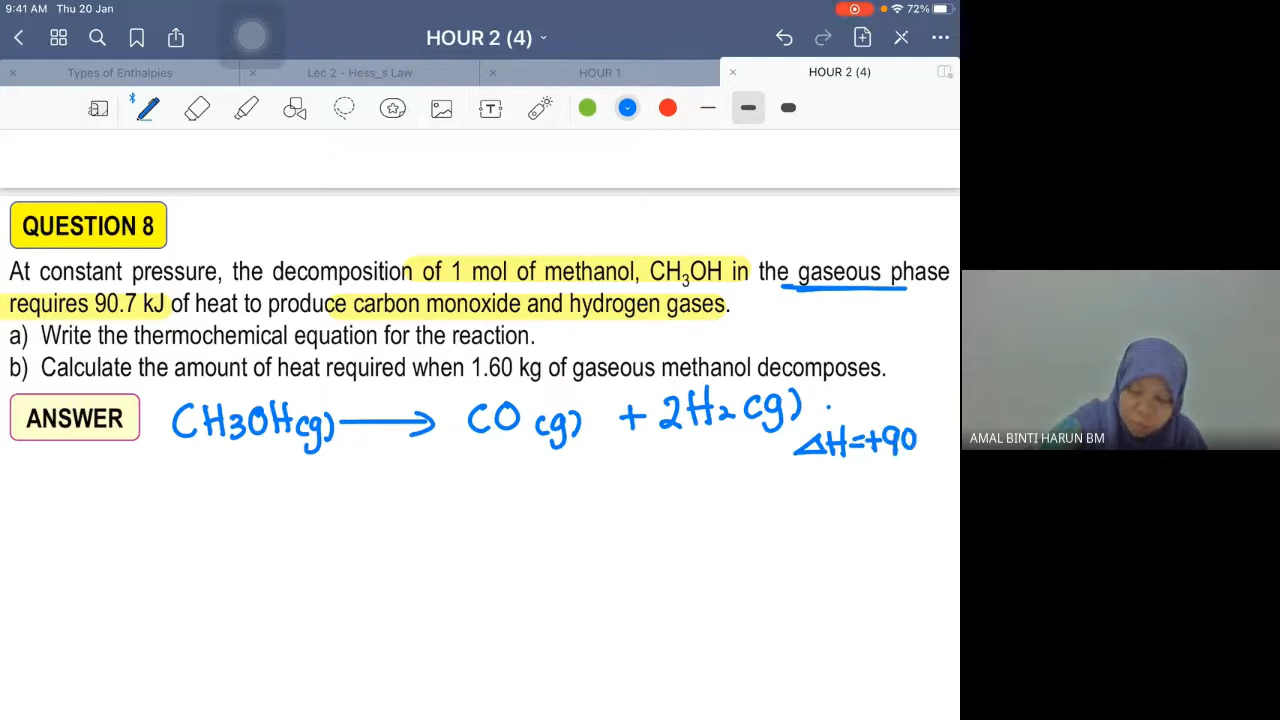 9:41 AM Thu 20 Jan
72%
HOUR 2 (4)
Types of Enthalpies
Lec 2 - Hess_s Law
HOUR 1
HOUR 2 (4)
QUESTION 8
At constant pressure, the decomposition of 1 mol of methanol, CH₃OH in the gaseous phase
requires 90.7 kJ of heat to produce carbon monoxide and hydrogen gases.
a) Write the thermochemical equation for the reaction.
b) Calculate the amount of heat required when 1.60 kg of gaseous methanol decomposes.
ANSWER
CH3OH(g) → CO (g) + 2H₂ (g)
ΔH=+90
AMAL BINTI HARUN BM